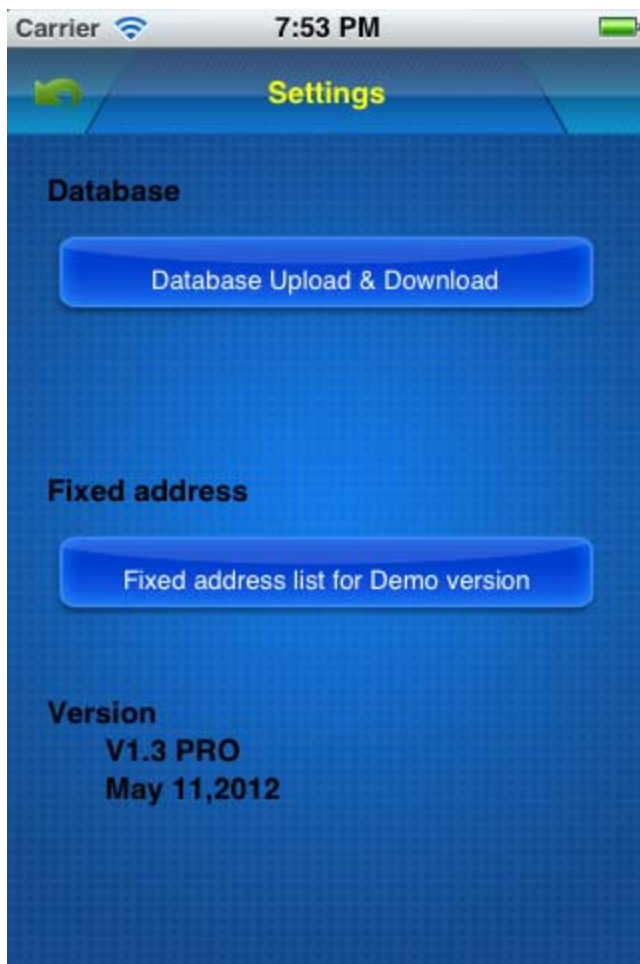 Carrier 7:53 PM
Settings
Database
Database Upload & Download
Fixed address
Fixed address list for Demo version
Version
V1.3 PRO
May 11,2012